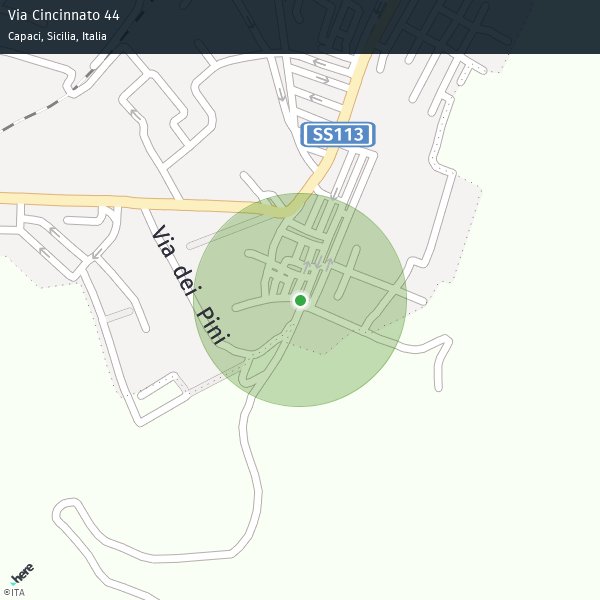 Via Cincinnato 44
Capaci, Sicilia, Italia
SS113
Via dei Pini
here
©ITA